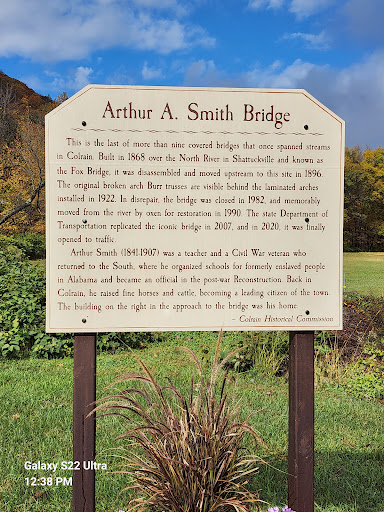 Arthur A. Smith Bridge
This is the last of more than nine covered bridges that once spanned streams
in Colrain. Built in 1868 over the North River in Shattuckville and known as
the Fox Bridge, it was disassembled and moved upstream to this site in 1896.
The original broken arch Burr trusses are visible behind the laminated arches
installed in 1922. In disrepair, the bridge was closed in 1982, and memorably
moved from the river by oxen for restoration in 1990. The state Department of
Transportation replicated the iconic bridge in 2007, and in 2020, it was finally
opened to traffic.
Arthur Smith (1841-1907) was a teacher and a Civil War veteran who
returned to the South, where he organized schools for formerly enslaved people
in Alabama and became an official in the post-war Reconstruction. Back in
Colrain, he raised fine horses and cattle, becoming a leading citizen of the town.
The building on the right in the approach to the bridge was his home.
~ Colrain Historical Commission
Galaxy S22 Ultra
12:38 PM